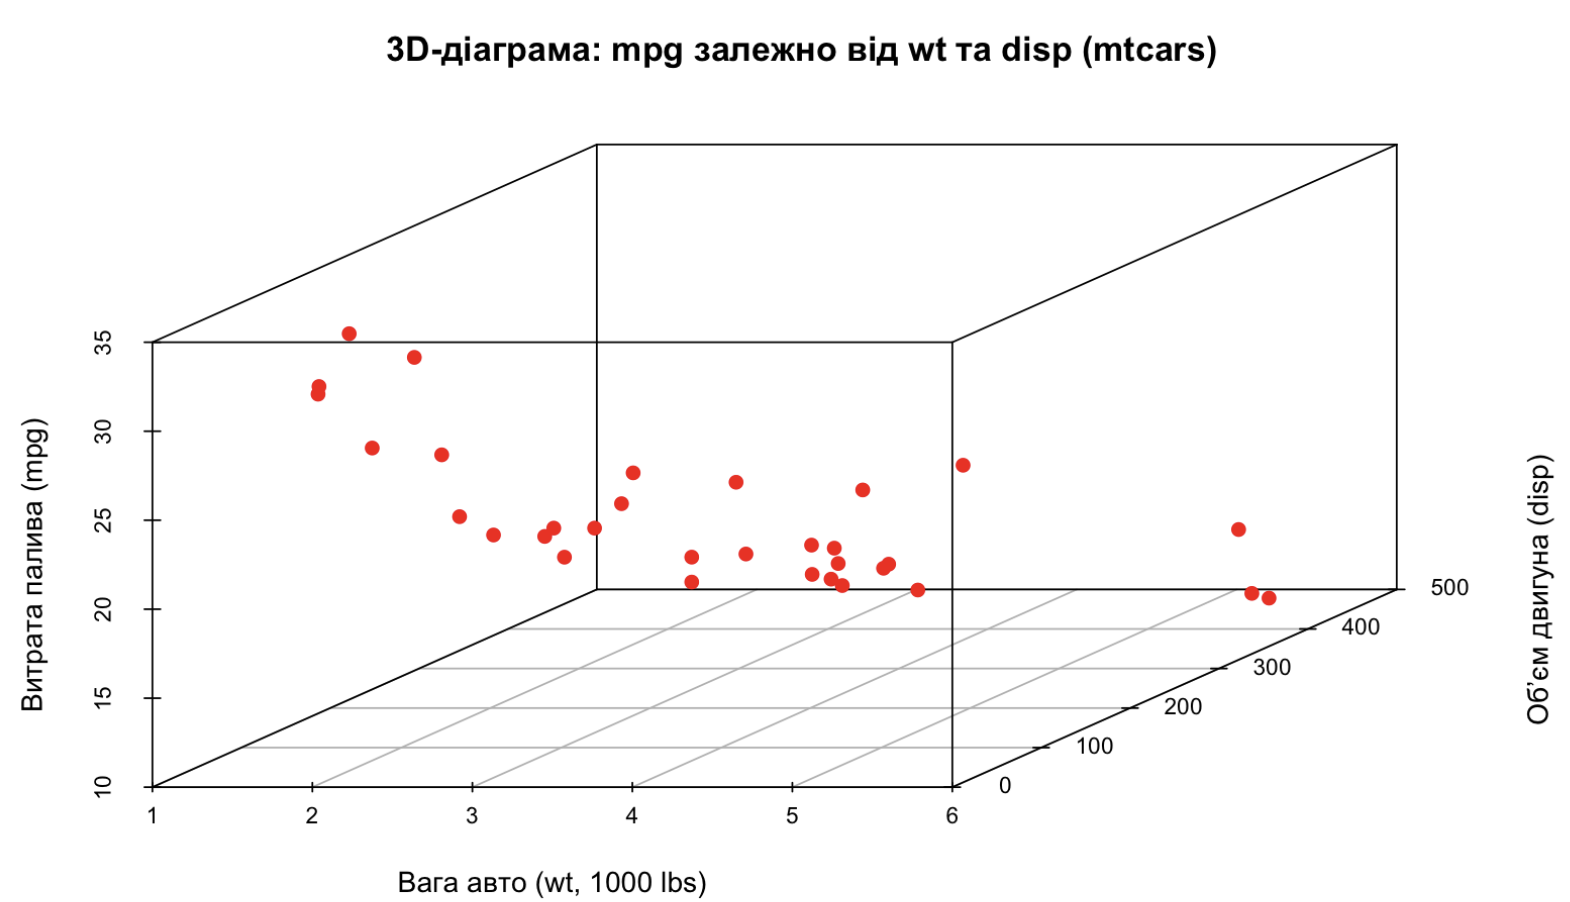 3D-діаграма: mpg залежно від wt та disp (mtcars)
Витрата палива (mpg)
35
30
25
20
15
10
1 2 3 4 5 6
Вага авто (wt, 1000 lbs)
500
400
300
200
100
0
Об’єм двигуна (disp)